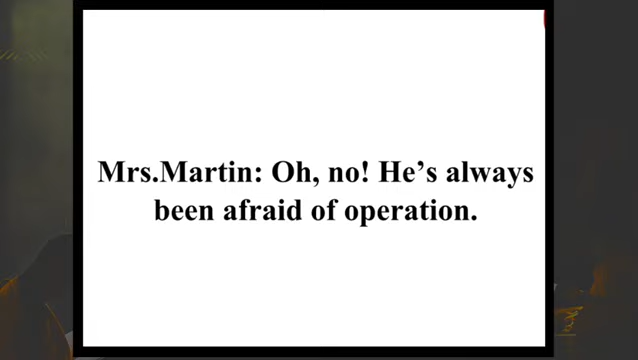 Mrs.Martin: Oh, no! He’s always
been afraid of operation.